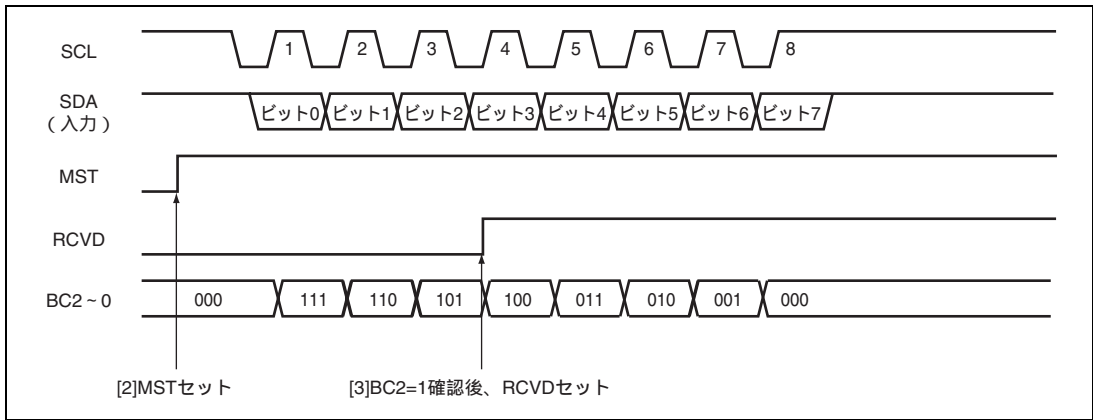 SCL 1 2 3 4 5 6 7 8
SDA
（入力） ビット0 ビット1 ビット2 ビット3 ビット4 ビット5 ビット6 ビット7
MST
RCVD
BC2～0 000 111 110 101 100 011 010 001 000
[2]MSTセット [3]BC2=1確認後、RCVDセット